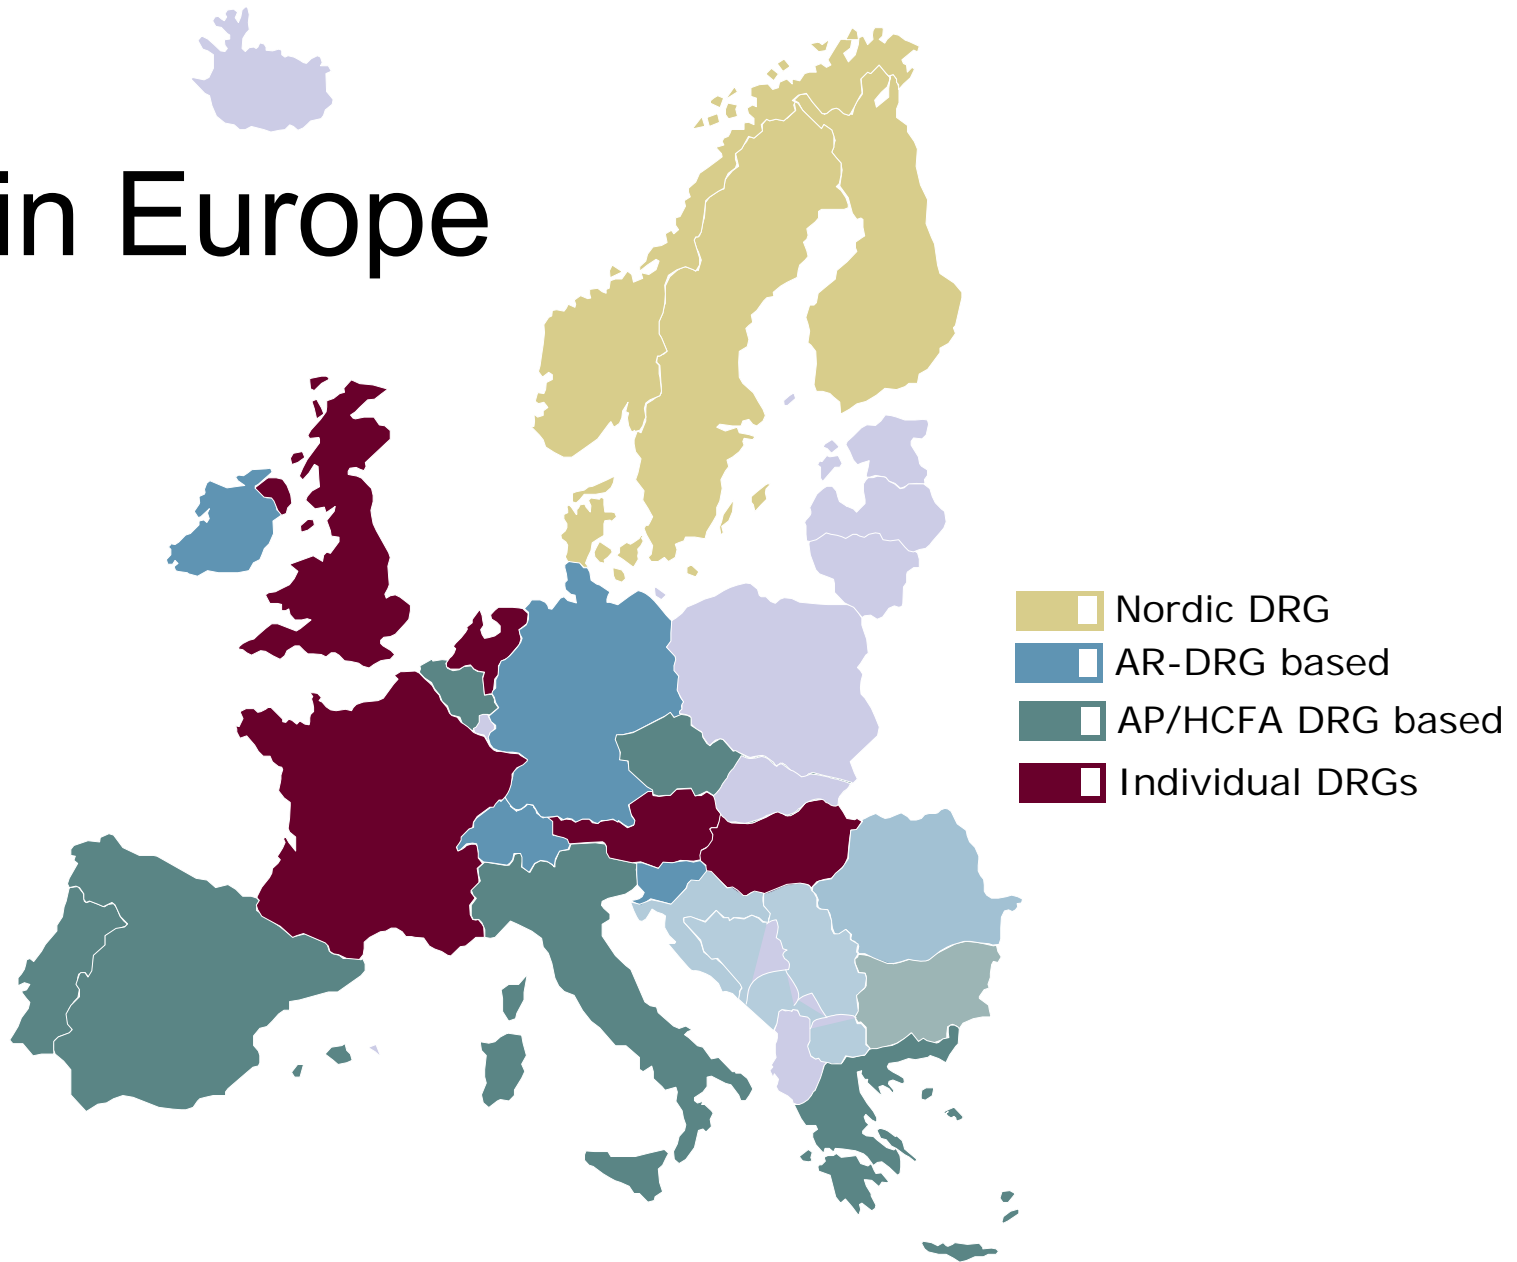 in Europe
Nordic DRG
AR-DRG based
AP/HCFA DRG based
Individual DRGs